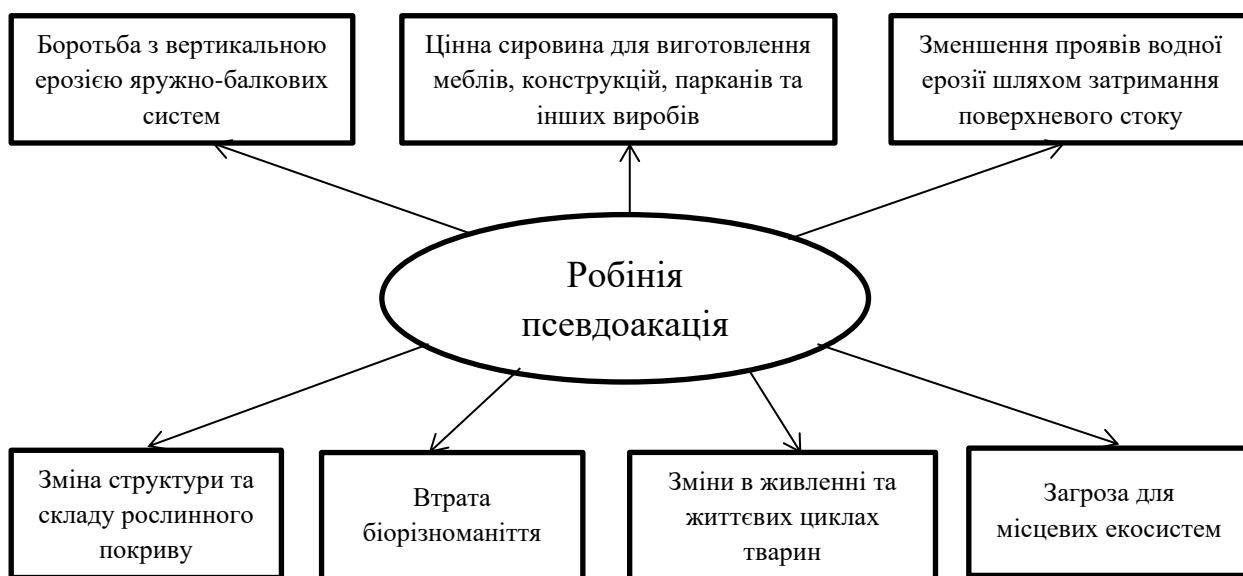 Боротьба з вертикальною
ерозією яружно-балкових
систем
Цінна сировина для виготовлення
меблів, конструкцій, парканів та
інших виробів
Зменшення проявів водної
ерозії шляхом затримання
поверхневого стоку
Робінія
псевдоакація
Зміна структури та
складу рослинного
покриву
Втрата
біорізноманіття
Зміни в живленні та
життєвих циклах
тварин
Загроза для
місцевих екосистем